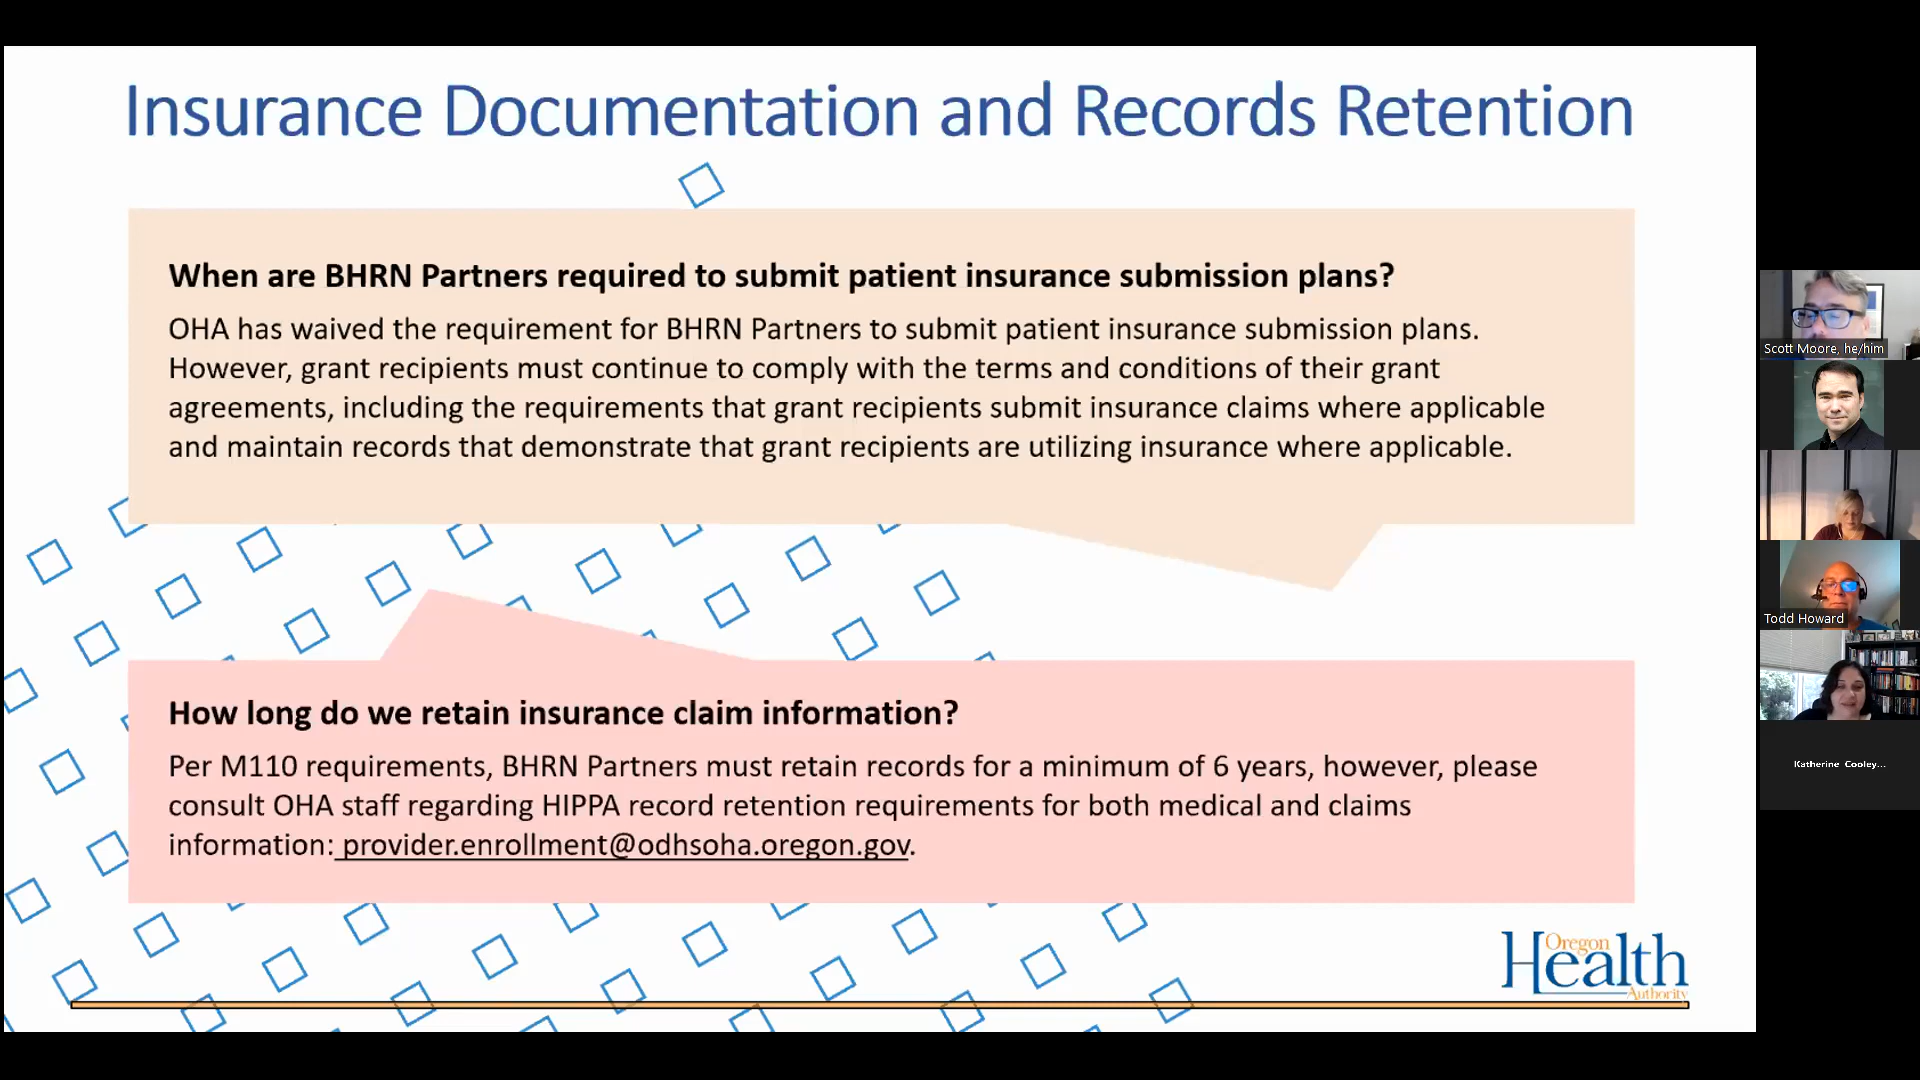 Insurance Documentation and Records Retention
When are BHRN Partners required to submit patient insurance submission plans?
OHA has waived the requirement for BHRN Partners to submit patient insurance submission plans.
However, grant recipients must continue to comply with the terms and conditions of their grant
agreements, including the requirements that grant recipients submit insurance claims where applicable
and maintain records that demonstrate that grant recipients are utilizing insurance where applicable.
How long do we retain insurance claim information?
Per M110 requirements, BHRN Partners must retain records for a minimum of 6 years, however, please
consult OHA staff regarding HIPPA record retention requirements for both medical and claims
information: provider.enrollment@odhsoha.oregon.gov.
Oregon
Health
Authority
Scott Moore, he/him
Todd Howard
Katherine Cooley...